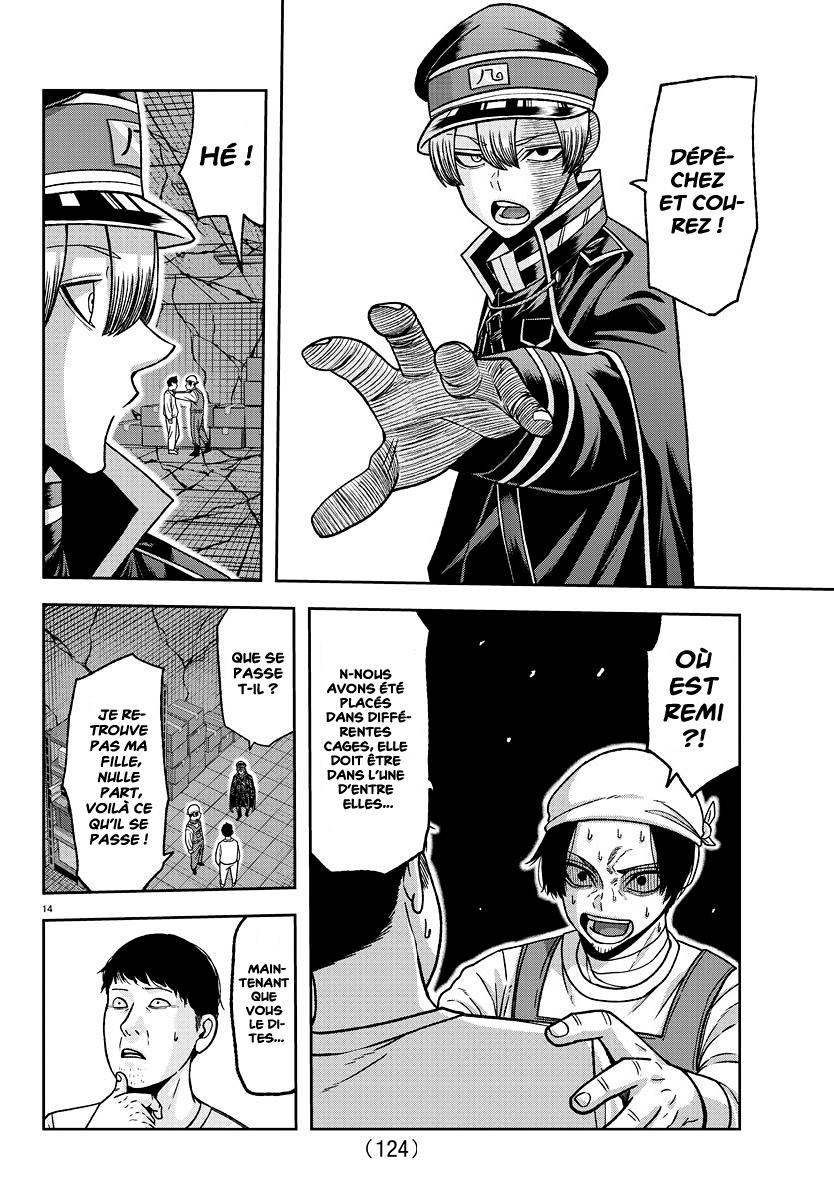 DÉPÊ-
CHEZ
ET COU-
REZ !
HÉ !
OÙ
EST
REMI
?!
N-NOUS
AVONS ÉTÉ
PLACÉS
DANS DIFFÉ-
RENTES
CAGES, ELLE
DOIT ÊTRE
DANS L'UNE
D'ENTRE
ELLES...
QUE SE
PASSE
T-IL ?
JE RE-
TROUVE
PAS MA
FILLE,
NULLE
PART,
VOILÀ CE
QU'IL SE
PASSE !
14
MAIN-
TENANT
QUE
VOUS
LE DI-
TES...
(124)